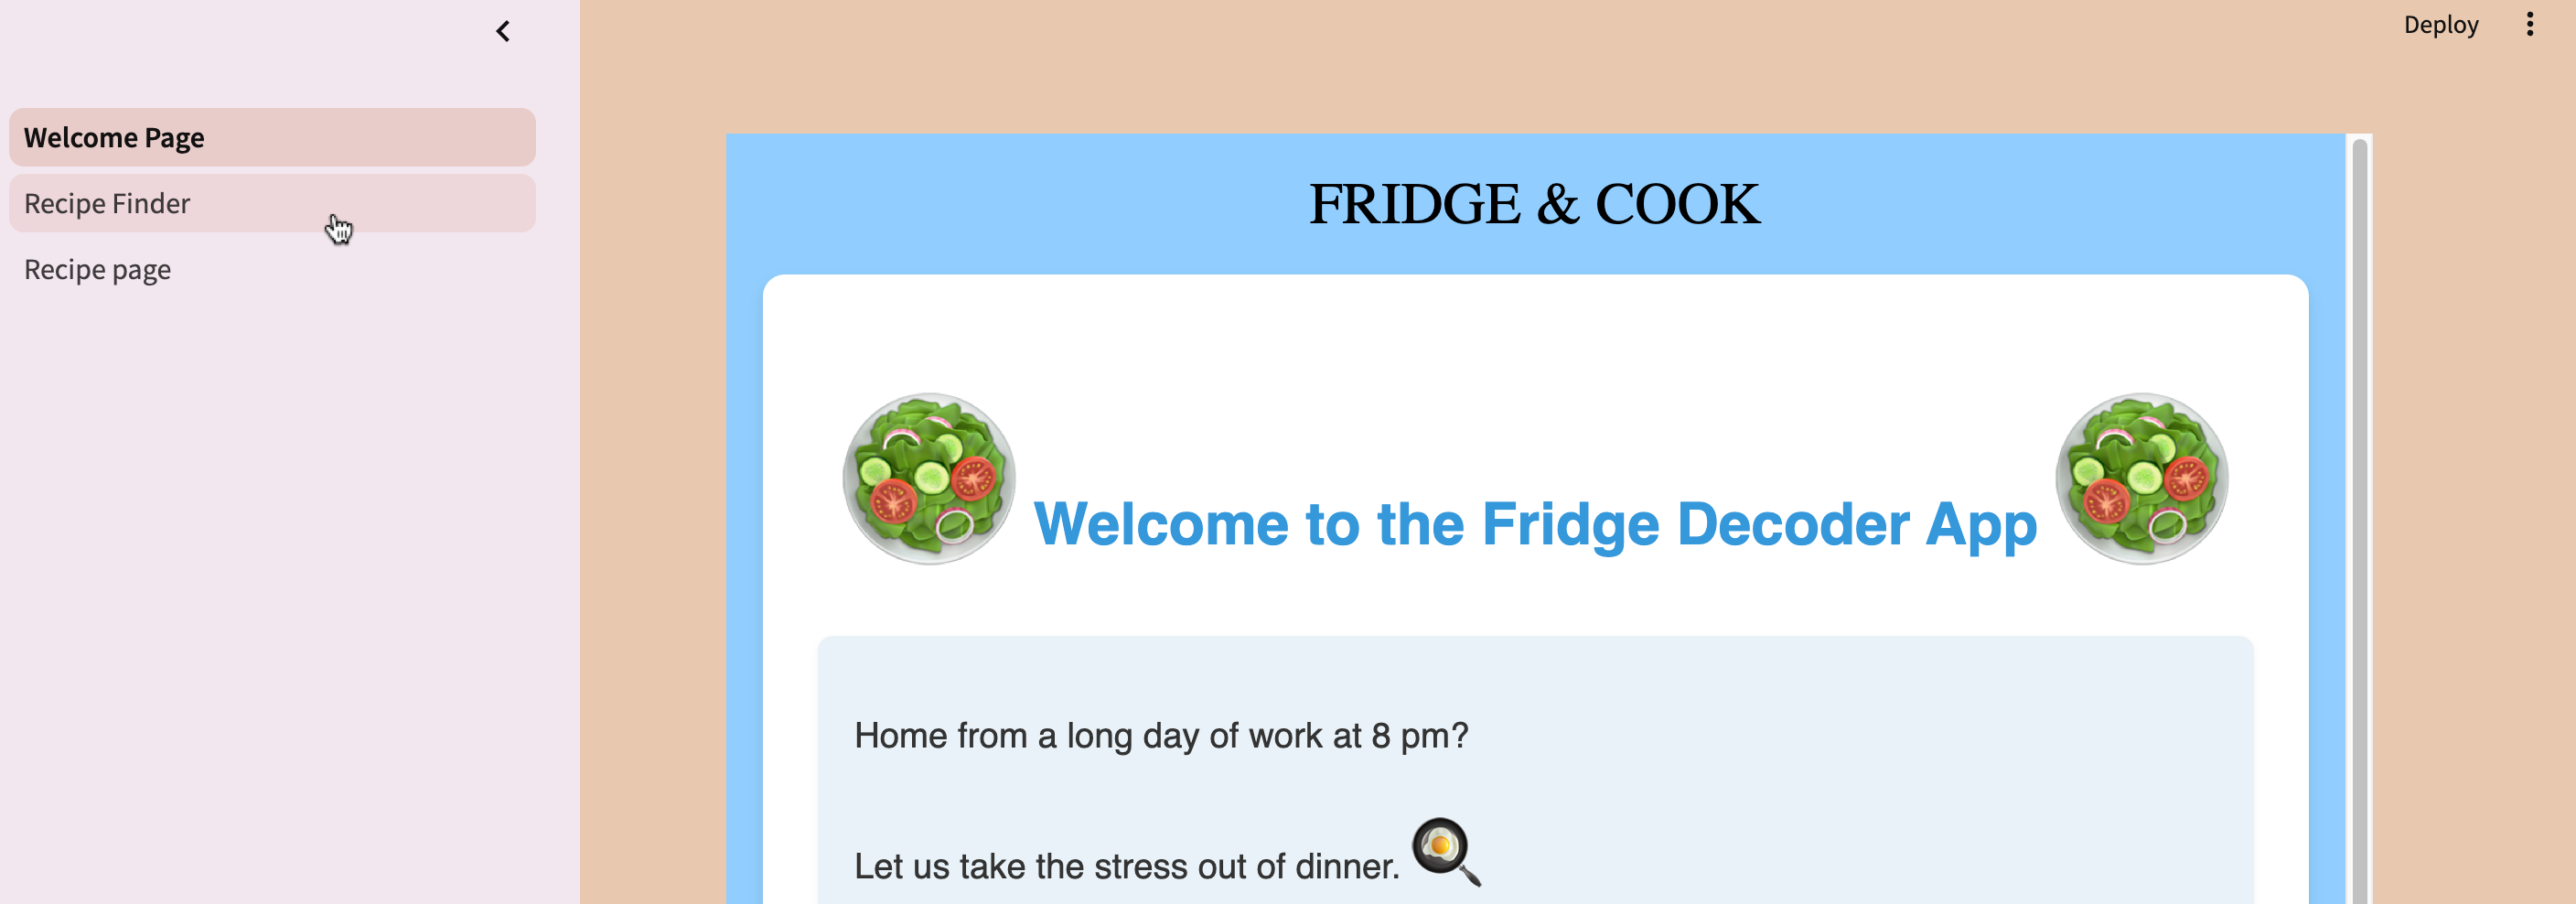 Deploy
Welcome Page
Recipe Finder
Recipe page
FRIDGE & COOK
Welcome to the Fridge Decoder App
Home from a long day of work at 8 pm?
Let us take the stress out of dinner.